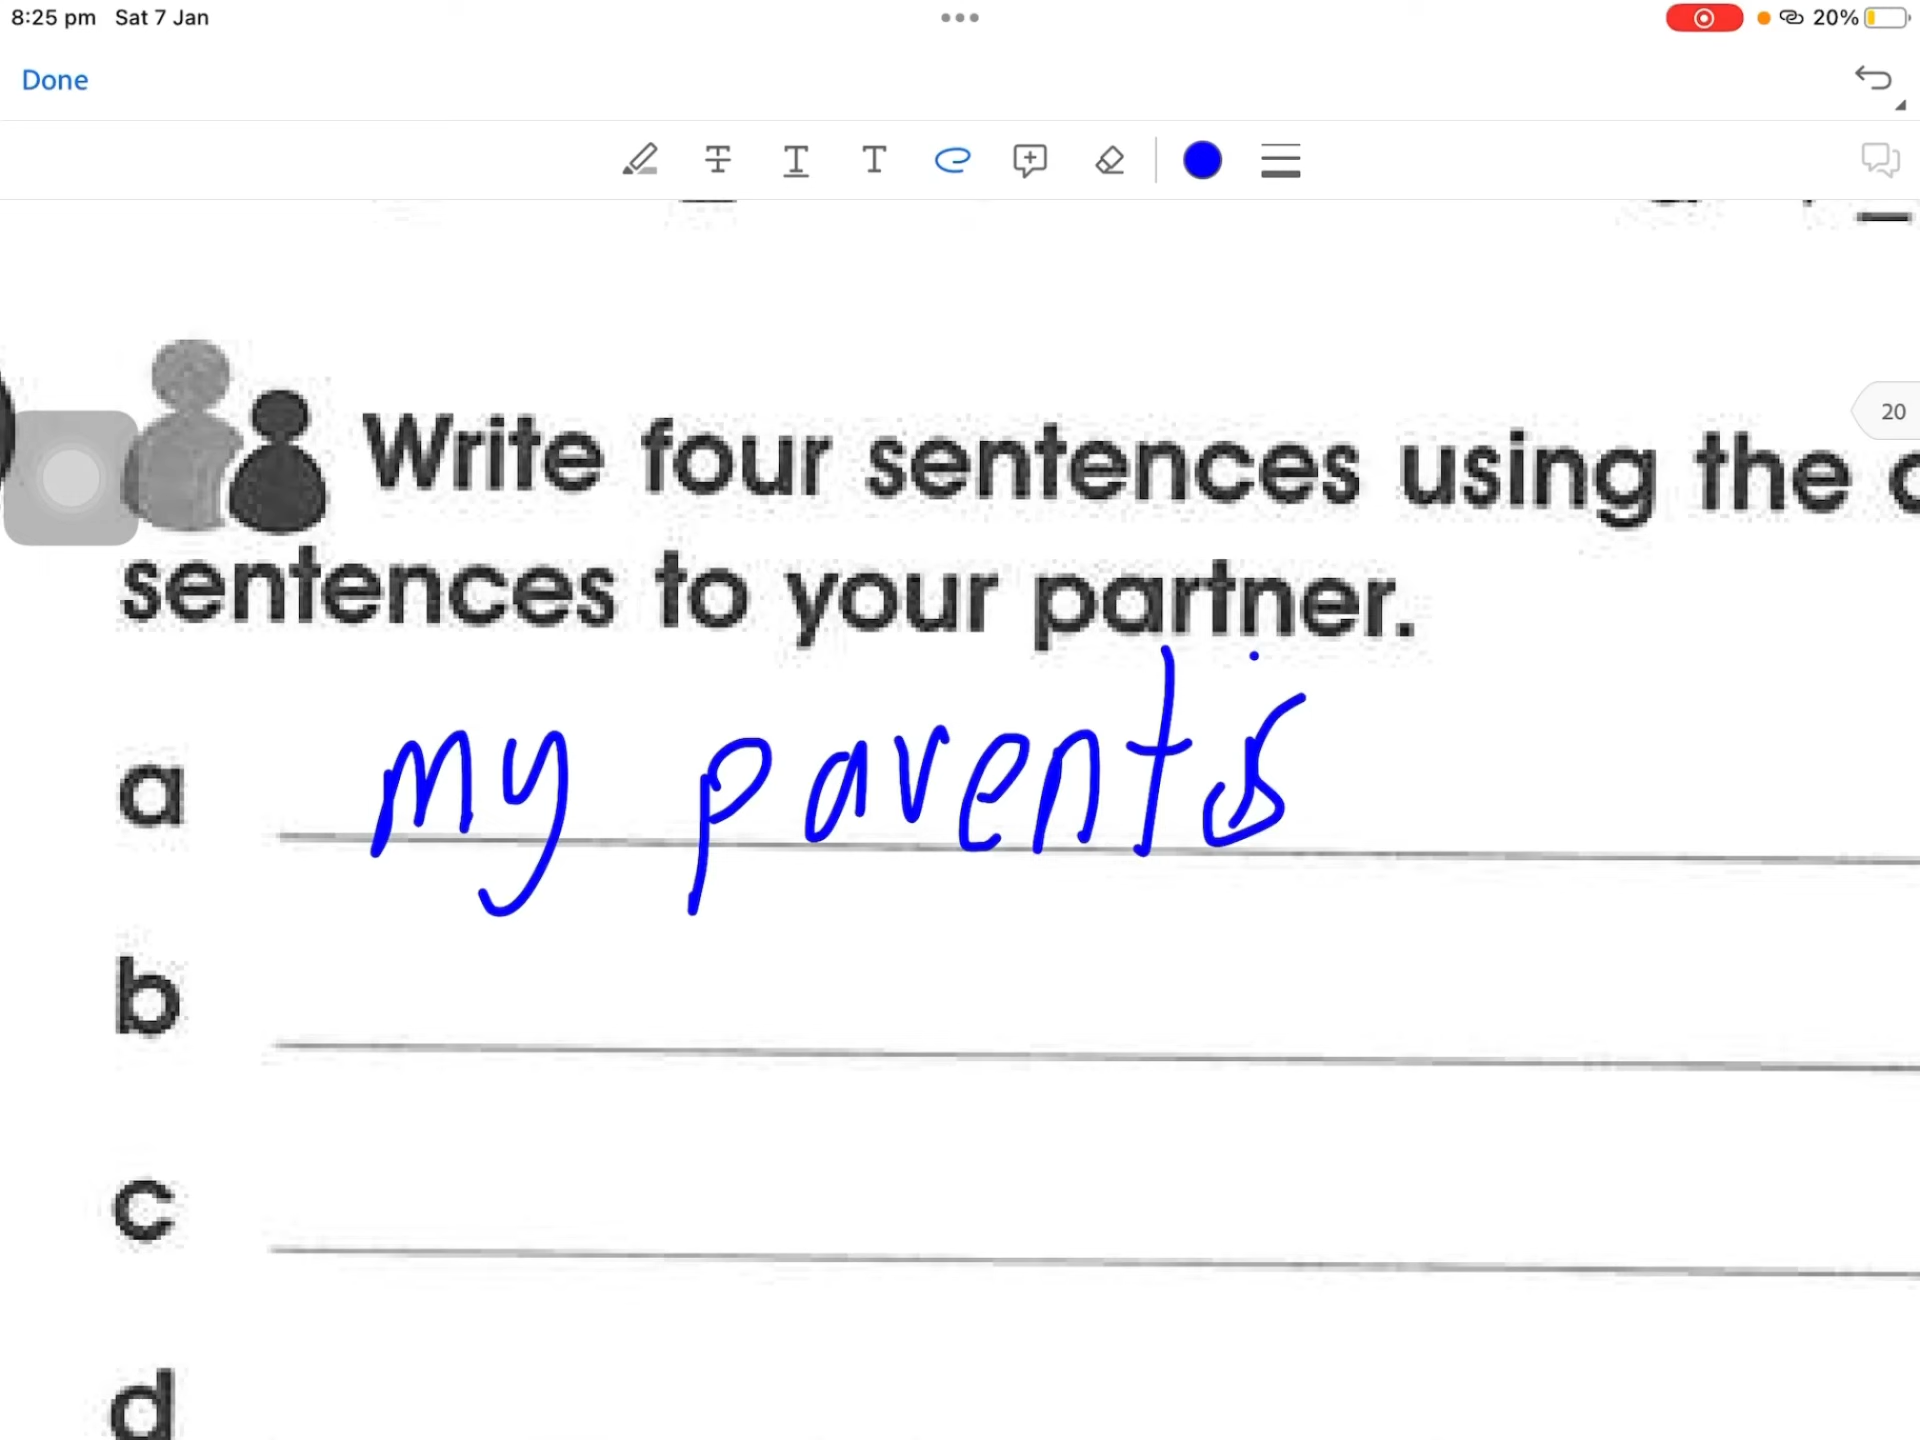 8:25 pm Sat 7 Jan
20%
Done
T T T
20
Write four sentences using the
sentences to your partner.
a my parents
b
c
d